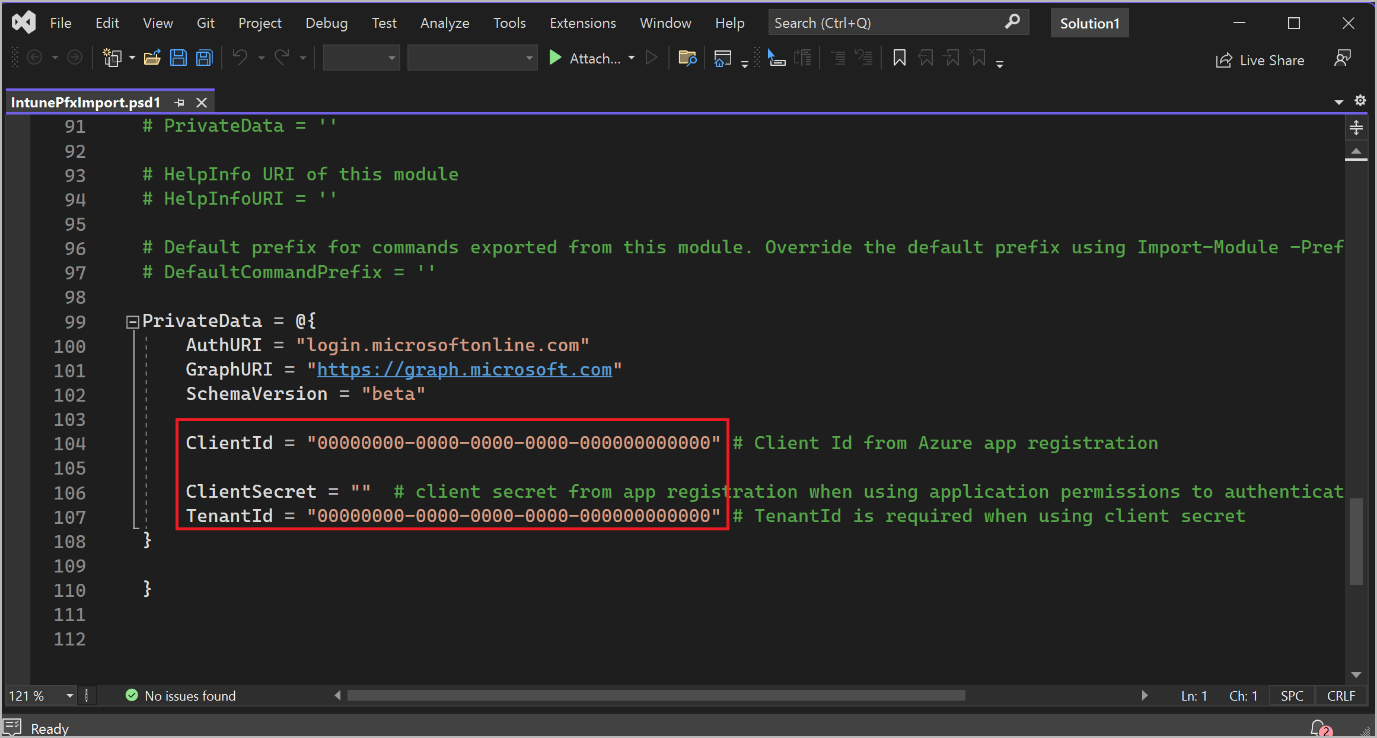 File Edit View Git Project Debug Test Analyze Tools Extensions Window Help Search (Ctrl+Q) Solution1
Attach... Live Share
IntunePfxImport.psd1
91 # PrivateData = ''
92
93 # HelpInfo URI of this module
94 # HelpInfoURI = ''
95
96 # Default prefix for commands exported from this module. Override the default prefix using Import-Module -Pref
97 # DefaultCommandPrefix = ''
98
99 PrivateData = @{
100 AuthURI = "login.microsoftonline.com"
101 GraphURI = "https://graph.microsoft.com"
102 SchemaVersion = "beta"
103
104 ClientId = "00000000-0000-0000-0000-000000000000" # Client Id from Azure app registration
105
106 ClientSecret = "" # client secret from app registration when using application permissions to authenticat
107 TenantId = "00000000-0000-0000-0000-000000000000" # TenantId is required when using client secret
108 }
109
110 }
111
112
121 % No issues found Ln: 1 Ch: 1 SPC CRLF
Ready 2